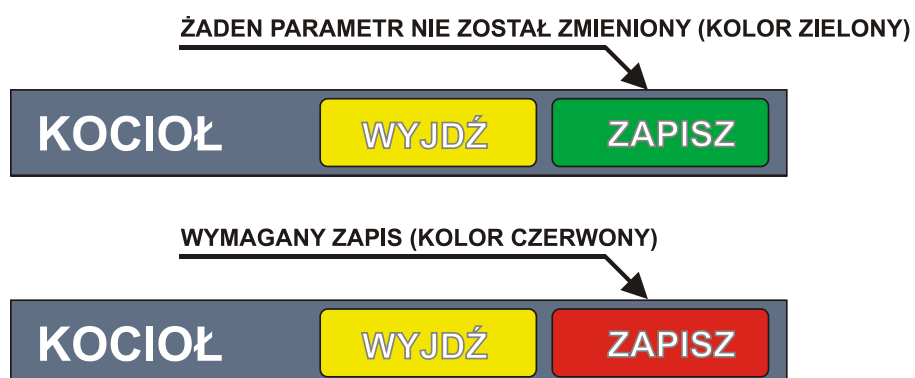 ŻADEN PARAMETR NIE ZOSTAŁ ZMIENIONY (KOLOR ZIELONY)
KOCIOŁ WYJDŹ ZAPISZ
WYMAGANY ZAPIS (KOLOR CZERWONY)
KOCIOŁ WYJDŹ ZAPISZ